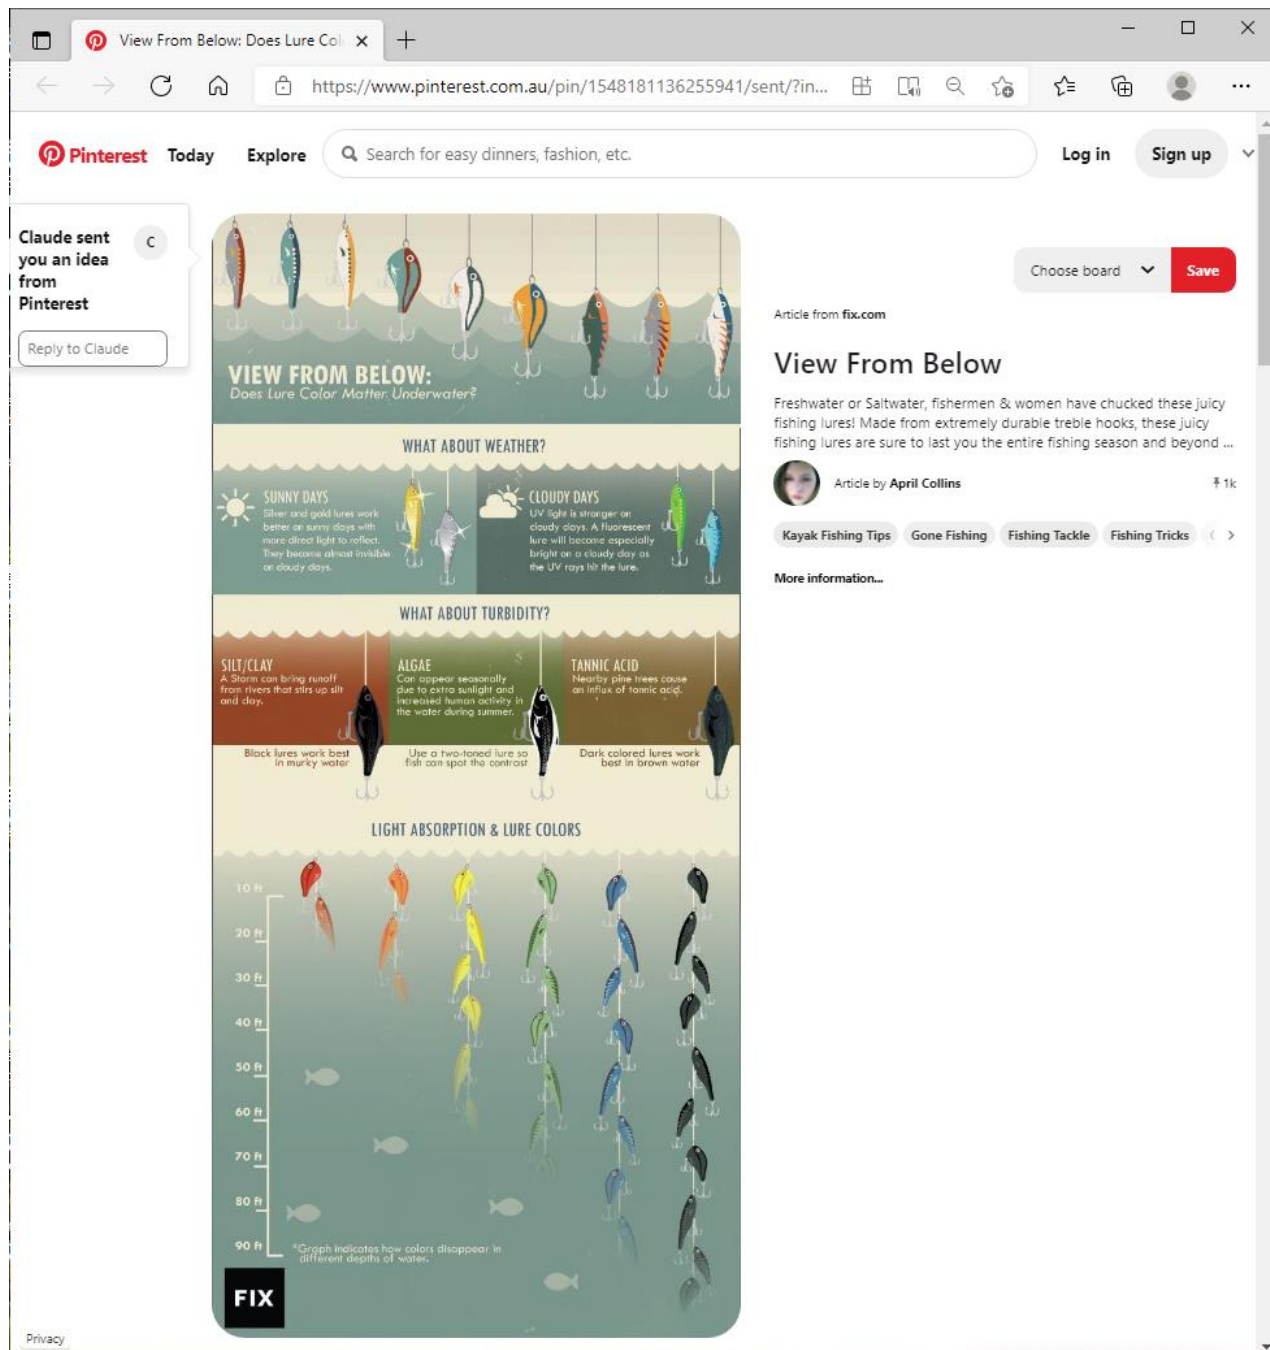 View From Below: Does Lure Col
https://www.pinterest.com.au/pin/1548181136255941/sent/?in...
Pinterest
Today
Explore
Search for easy dinners, fashion, etc.
Log in
Sign up
Claude sent
you an idea
from
Pinterest
C
Reply to Claude
VIEW FROM BELOW:
Does Lure Color Matter Underwater?
WHAT ABOUT WEATHER?
SUNNY DAYS
Silver and gold lures work
better on sunny days with
more direct light to reflect.
They become almost invisible
on cloudy days.
CLOUDY DAYS
UV light is stronger on
cloudy days. A fluorescent
lure will become especially
bright on a cloudy day as
the UV rays hit the lure.
WHAT ABOUT TURBIDITY?
SILT/CLAY
A Storm can bring runoff
from rivers that stirs up silt
and clay.
Black lures work best
in murky water
ALGAE
Can appear seasonally
due to extra sunlight and
increased human activity in
the water during summer.
Use a two-toned lure so
fish can spot the contrast
TANNIC ACID
Nearby pine trees cause
an influx of tannic acid.
Dark colored lures work
best in brown water
LIGHT ABSORPTION & LURE COLORS
10 ft
20 ft
30 ft
40 ft
50 ft
60 ft
70 ft
80 ft
90 ft
*Graph indicates how colors disappear in
different depths of water.
FIX
Choose board
Save
Article from fix.com
View From Below
Freshwater or Saltwater, fishermen & women have chucked these juicy
fishing lures! Made from extremely durable treble hooks, these juicy
fishing lures are sure to last you the entire fishing season and beyond ...
Article by April Collins
1k
Kayak Fishing Tips
Gone Fishing
Fishing Tackle
Fishing Tricks
More information...
Privacy